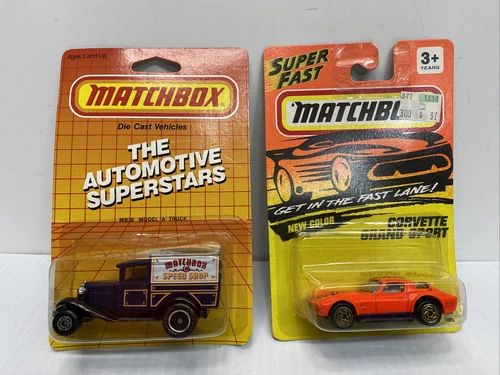 Ages 3 and Up
MATCHBOX
Die Cast Vehicles
THE
AUTOMOTIVE
SUPERSTARS
MB38 MODEL 'A' TRUCK
MATCHBOX
SPEED SHOP
SUPER
FAST
3+
YEARS
MATCHBO
GET IN THE FAST LANE!
NEW COLOR
CORVETTE
GRAND SPORT